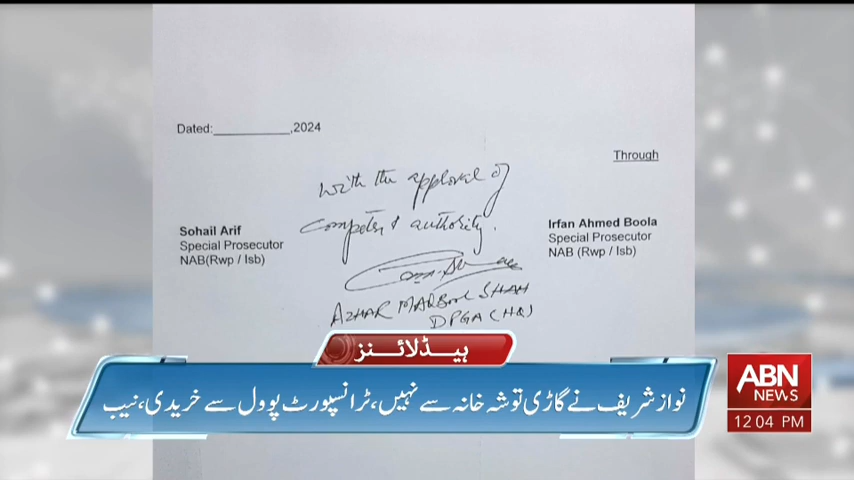 Dated:__________,2024
Through
with the approval of
competent authority.
Sohail Arif
Special Prosecutor
NAB(Rwp / Isb)
Irfan Ahmed Boola
Special Prosecutor
NAB (Rwp / Isb)
AZHAR MAQBOOL SHAH
DPGA (HQ)
ہیڈلائنز
نواز شریف نے گاڑی توشہ خانہ سے نہیں، ٹرانسپورٹ پوول سے خریدی، نیب
ABN
NEWS
12:04 PM